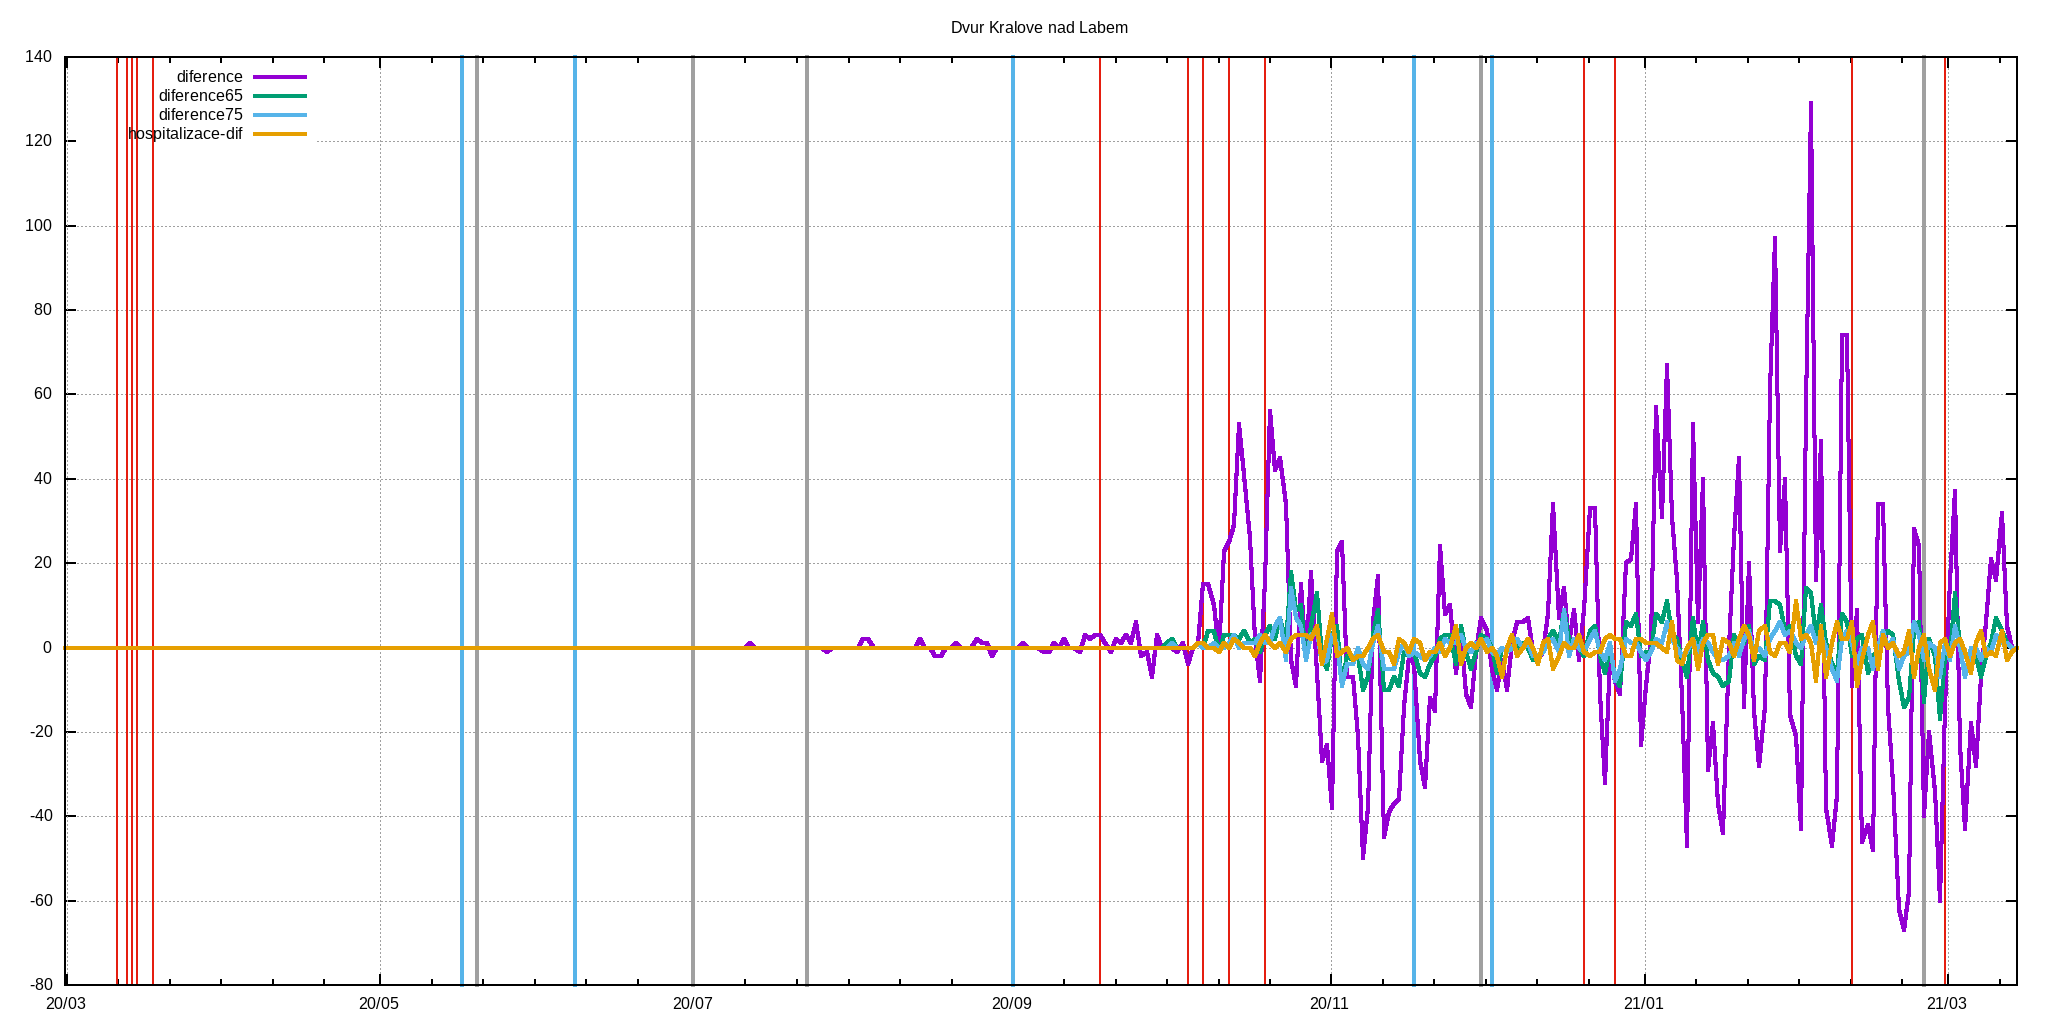 Dvur Kralove nad Labem
140
120
100
80
60
40
20
0
-20
-40
-60
-80
diference
diference65
diference75
hospitalizace-dif
20/03 20/05 20/07 20/09 20/11 21/01 21/03